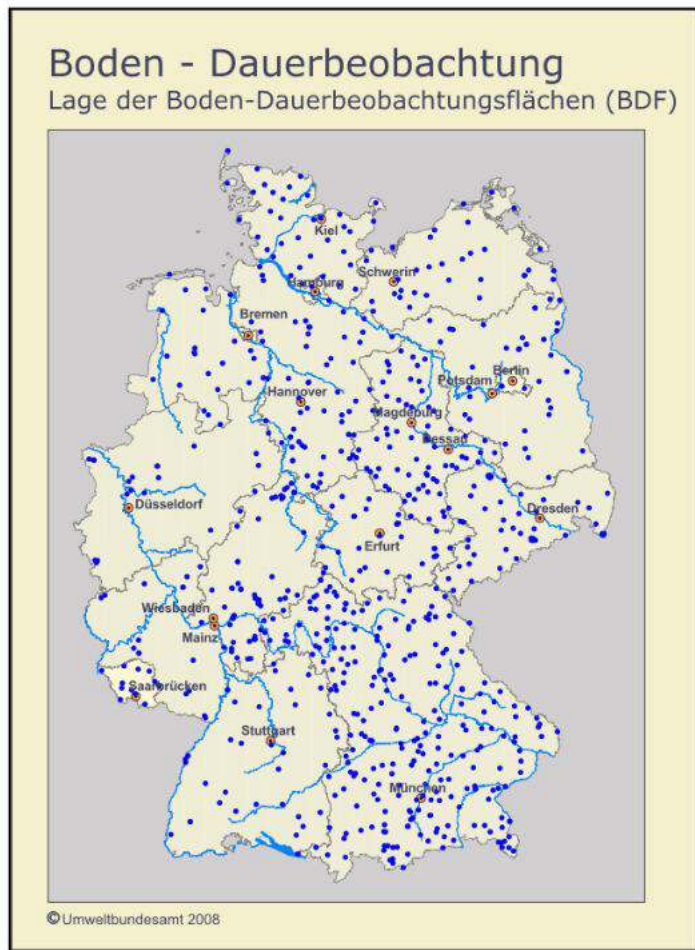 Boden - Dauerbeobachtung
Lage der Boden-Dauerbeobachtungsflächen (BDF)
Kiel
Schwerin
Hamburg
Bremen
Berlin
Potsdam
Hannover
Magdeburg
Dessau
Düsseldorf
Dresden
Erfurt
Wiesbaden
Mainz
Saarbrücken
Stuttgart
München
© Umweltbundesamt 2008